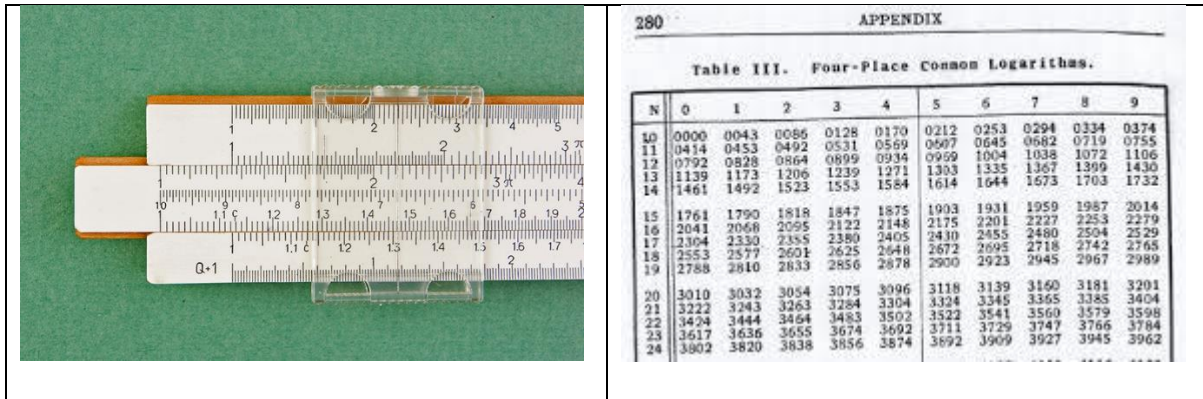 1 2 3 4 5
1 2 3 π
1 2 3 π 4
10 9 8 7 6
1 1.1 c 1.2 1.3 1.4 1.5 1.6 1.7 1.8 1.9 2
1 1.1 c 1.2 1.3 1.4 1.5 1.6 1.7
Q+1 1 2
280 APPENDIX
Table III. Four-Place Common Logarithms.
N 0 1 2 3 4 5 6 7 8 9
10 0000 0043 0086 0128 0170 0212 0253 0294 0334 0374
11 0414 0453 0492 0531 0569 0607 0645 0682 0719 0755
12 0792 0828 0864 0899 0934 0969 1004 1038 1072 1106
13 1139 1173 1206 1239 1271 1303 1335 1367 1399 1430
14 1461 1492 1523 1553 1584 1614 1644 1673 1703 1732
15 1761 1790 1818 1847 1875 1903 1931 1959 1987 2014
16 2041 2068 2095 2122 2148 2175 2201 2227 2253 2279
17 2304 2330 2355 2380 2405 2430 2455 2480 2504 2529
18 2553 2577 2601 2625 2648 2672 2695 2718 2742 2765
19 2788 2810 2833 2856 2878 2900 2923 2945 2967 2989
20 3010 3032 3054 3075 3096 3118 3139 3160 3181 3201
21 3222 3243 3263 3284 3304 3324 3345 3365 3385 3404
22 3424 3444 3464 3483 3502 3522 3541 3560 3579 3598
23 3617 3636 3655 3674 3692 3711 3729 3747 3766 3784
24 3802 3820 3838 3856 3874 3892 3909 3927 3945 3962